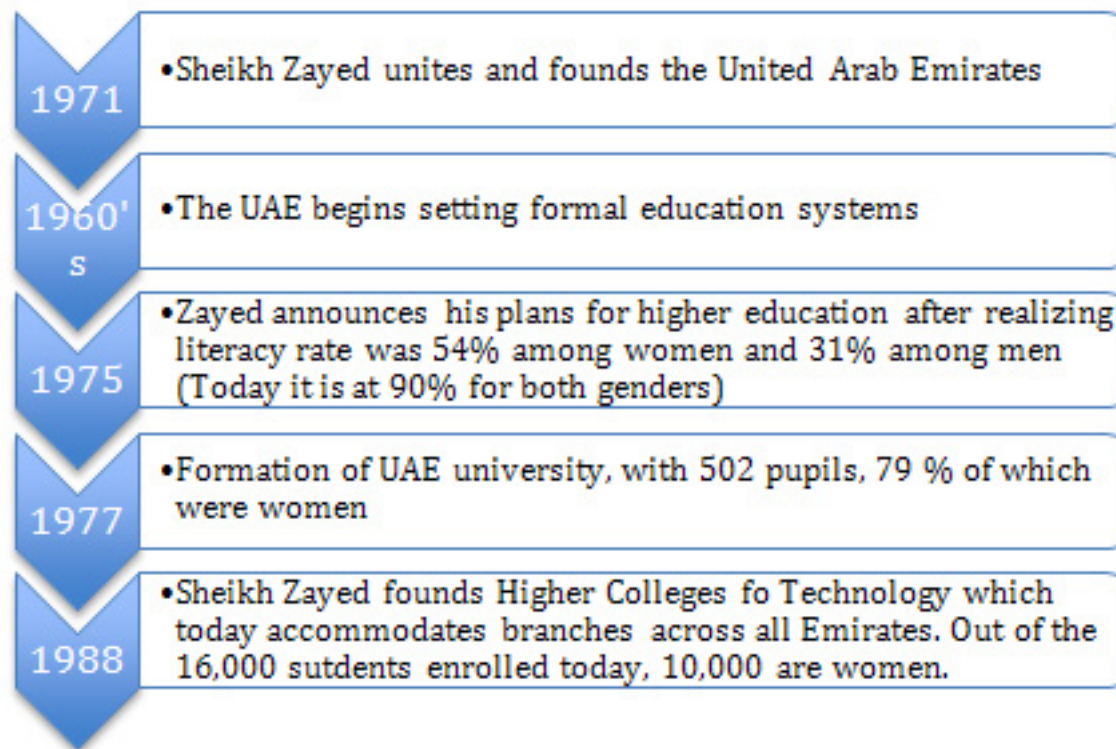 1971
•Sheikh Zayed unites and founds the United Arab Emirates
1960'
s
•The UAE begins setting formal education systems
1975
•Zayed announces his plans for higher education after realizing
literacy rate was 54% among women and 31% among men
(Today it is at 90% for both genders)
1977
•Formation of UAE university, with 502 pupils, 79 % of which
were women
1988
•Sheikh Zayed founds Higher Colleges fo Technology which
today accommodates branches across all Emirates. Out of the
16,000 sutdents enrolled today, 10,000 are women.